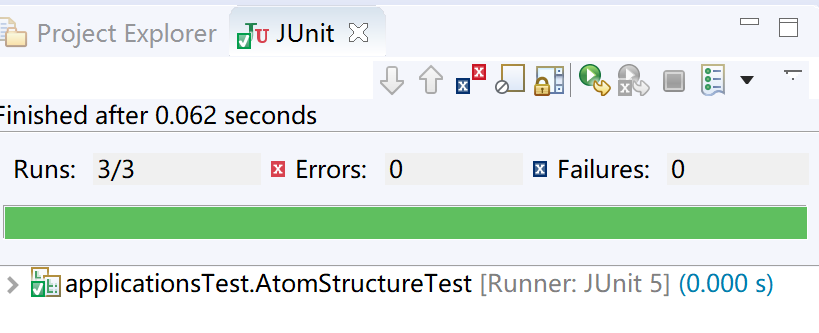 Project Explorer JUnit
Finished after 0.062 seconds
Runs: 3/3 Errors: 0 Failures: 0
applicationsTest.AtomStructureTest [Runner: JUnit 5] (0.000 s)